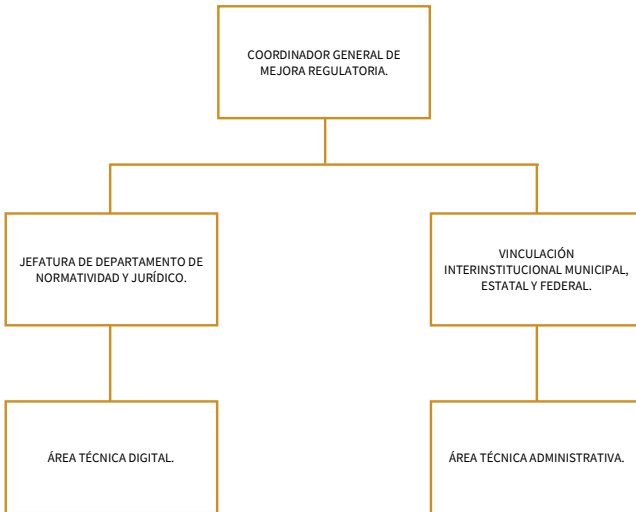 COORDINADOR GENERAL DE
MEJORA REGULATORIA.
JEFATURA DE DEPARTAMENTO DE
NORMATIVIDAD Y JURÍDICO.
VINCULACIÓN
INTERINSTITUCIONAL MUNICIPAL,
ESTATAL Y FEDERAL.
ÁREA TÉCNICA DIGITAL.
ÁREA TÉCNICA ADMINISTRATIVA.